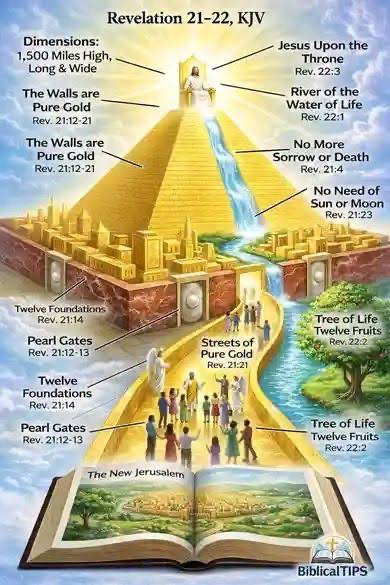 Revelation 21–22, KJV
Dimensions:
1,500 Miles High,
Long & Wide
Jesus Upon the
Throne
Rev. 22:3
The Walls are
Pure Gold
Rev. 21:12-21
River of the
Water of Life
Rev. 22:1
The Walls are
Pure Gold
Rev. 21:12-21
No More
Sorrow or Death
Rev. 21:4
No Need of
Sun or Moon
Rev. 21:23
Twelve Foundations
Rev. 21:14
Pearl Gates
Rev. 21:12-13
Streets of
Pure Gold
Rev. 21:21
Tree of Life
Twelve Fruits
Rev. 22:2
Twelve
Foundations
Rev. 21:14
Pearl Gates
Rev. 21:12-13
Tree of Life
Twelve Fruits
Rev. 22:2
The New Jerusalem
BiblicalTIPS